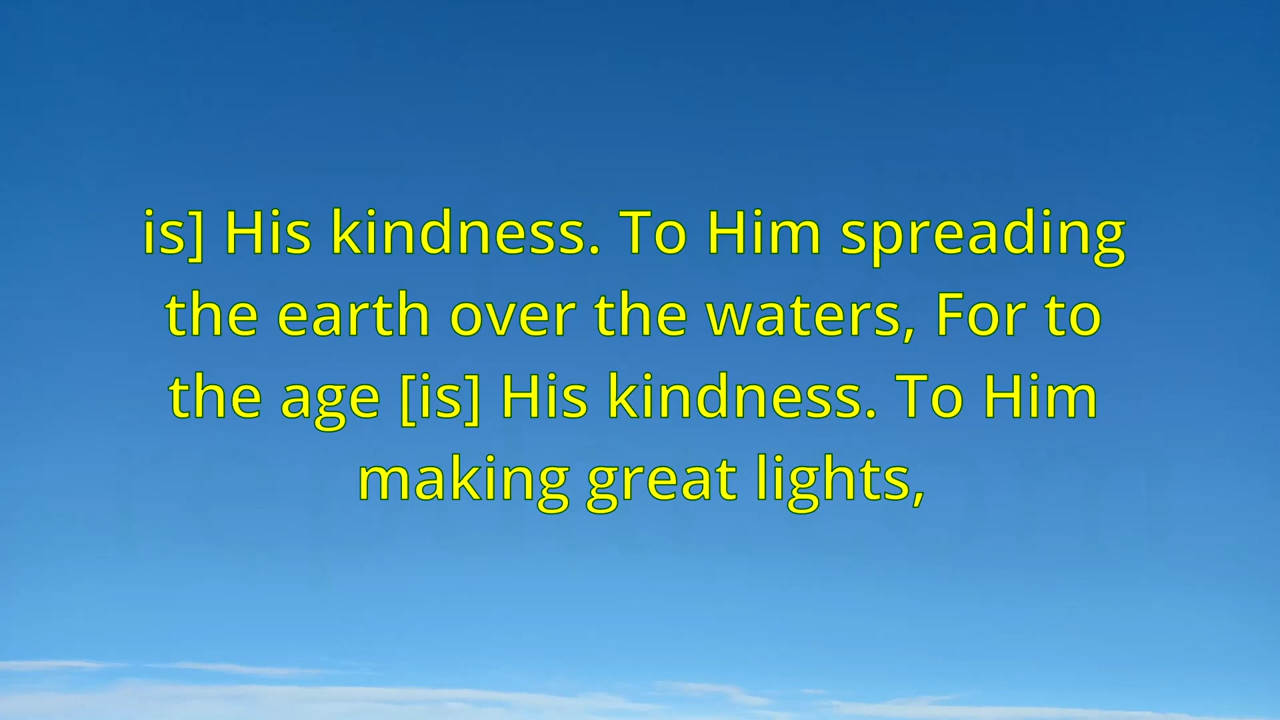 is] His kindness. To Him spreading
the earth over the waters, For to
the age [is] His kindness. To Him
making great lights,